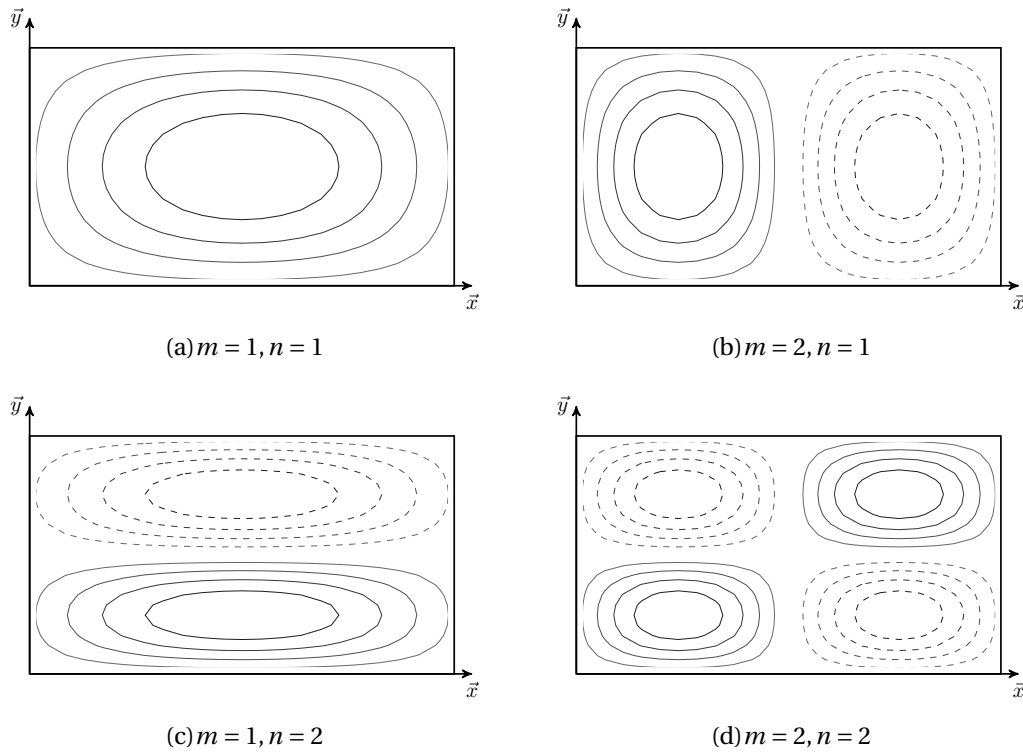 y⃗ y⃗
x⃗ x⃗
(a) m = 1, n = 1 (b) m = 2, n = 1
y⃗ y⃗
x⃗ x⃗
(c) m = 1, n = 2 (d) m = 2, n = 2